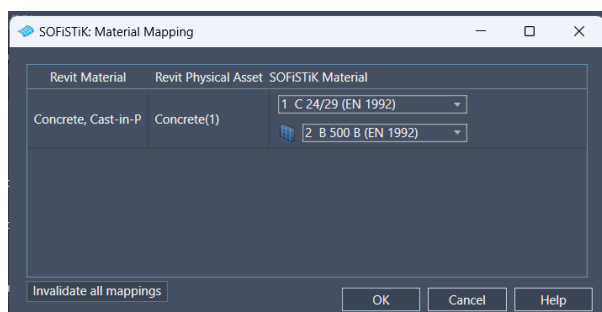 SOFiSTiK: Material Mapping
Revit Material Revit Physical Asset SOFiSTiK Material
Concrete, Cast-in-P Concrete(1) 1 C 24/29 (EN 1992)
2 B 500 B (EN 1992)
Invalidate all mappings
OK Cancel Help